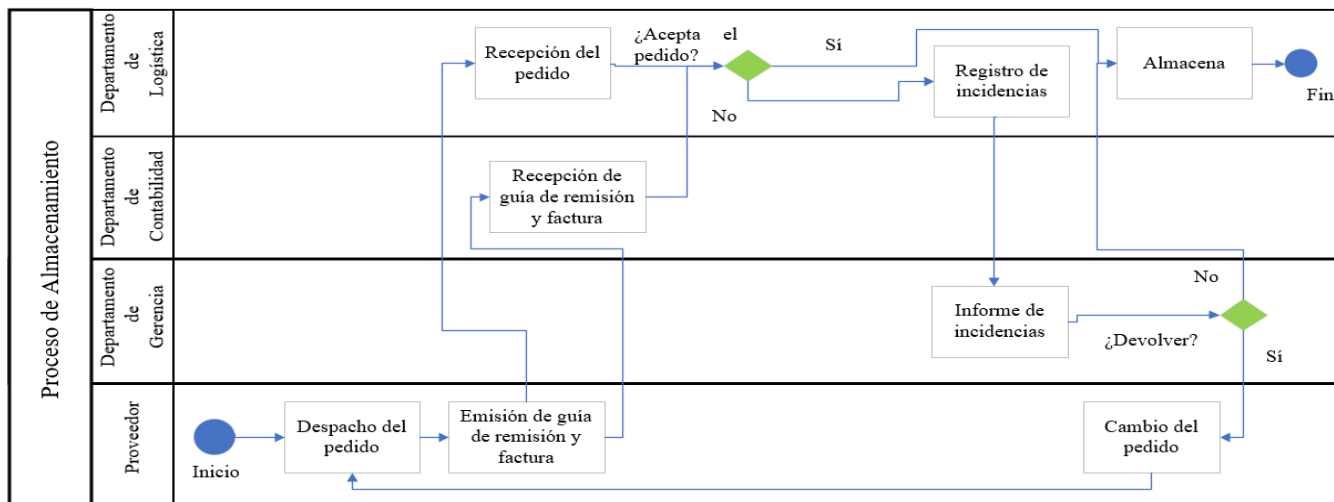 Proceso de Almacenamiento
Departamento
de
Logística
Recepción del
pedido
¿Acepta el
pedido?
Sí
No
Registro de
incidencias
Almacena
Fin
Departamento
de
Contabilidad
Recepción de
guía de remisión
y factura
Departamento
de
Gerencia
Informe de
incidencias
¿Devolver?
No
Sí
Proveedor
Inicio
Despacho del
pedido
Emisión de guía
de remisión y
factura
Cambio del
pedido